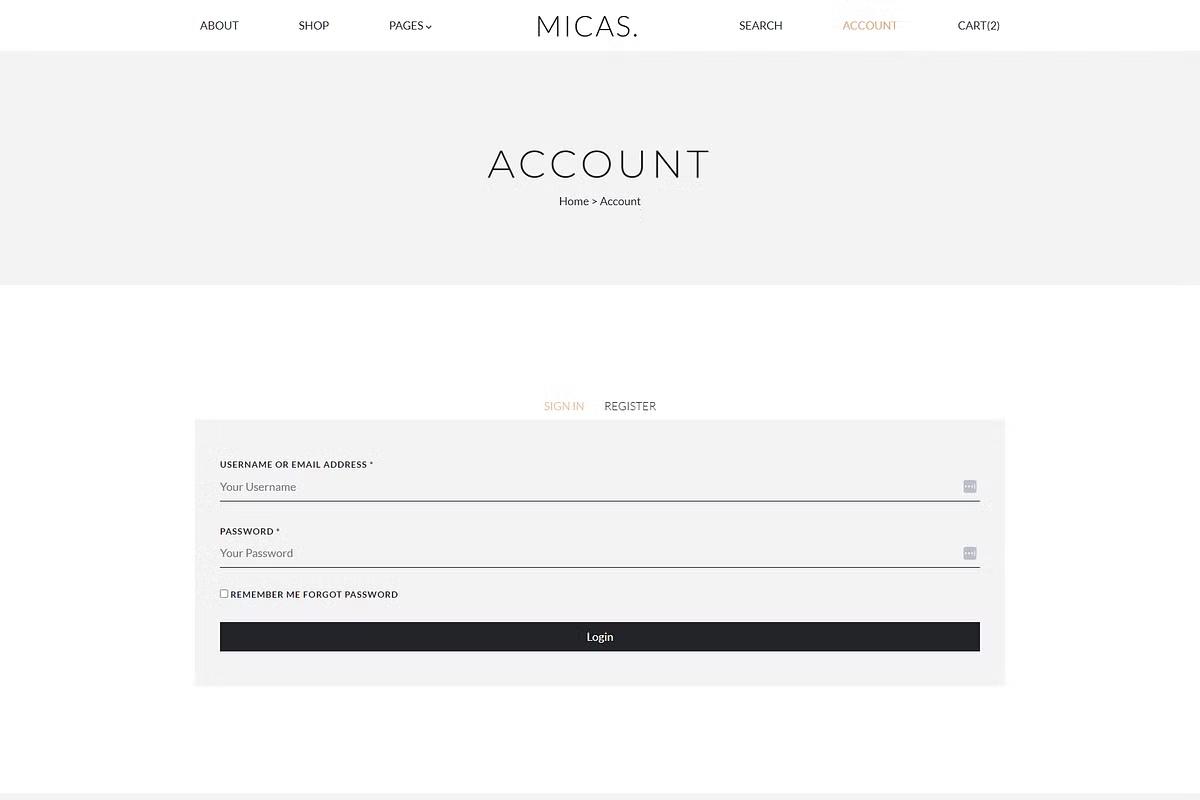 ABOUT SHOP PAGES MICAS. SEARCH ACCOUNT CART(2)
ACCOUNT
Home > Account
SIGN IN REGISTER
USERNAME OR EMAIL ADDRESS *
Your Username
PASSWORD *
Your Password
REMEMBER ME FORGOT PASSWORD
Login